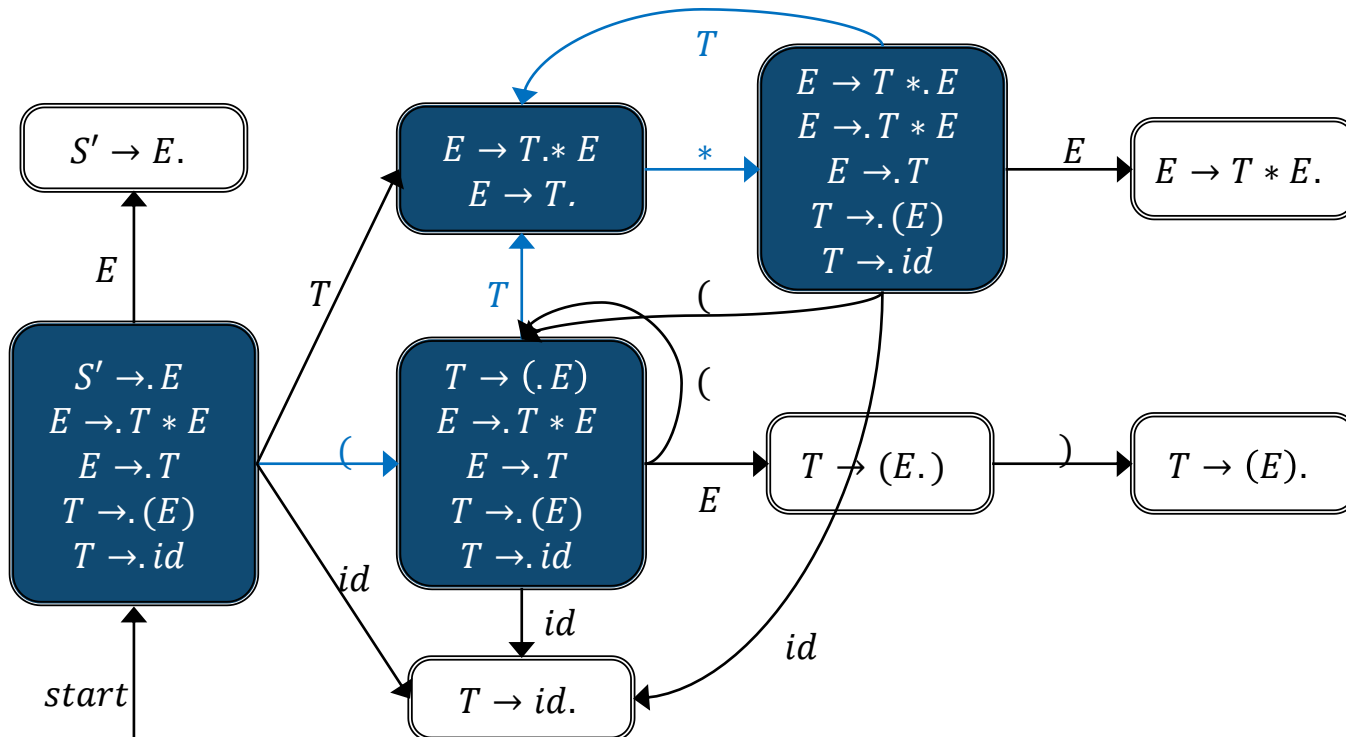 T
E → T *. E
E →. T * E
E →. T
T →. (E)
T →. id
S′ → E.
E → T.* E
E → T.
*
E
E → T * E.
E
T
T
(
S′ →. E
E →. T * E
E →. T
T →. (E)
T →. id
(
T → (. E)
E →. T * E
E →. T
T →. (E)
T →. id
(
E
T → (E.)
)
T → (E).
id
id
id
start
T → id.